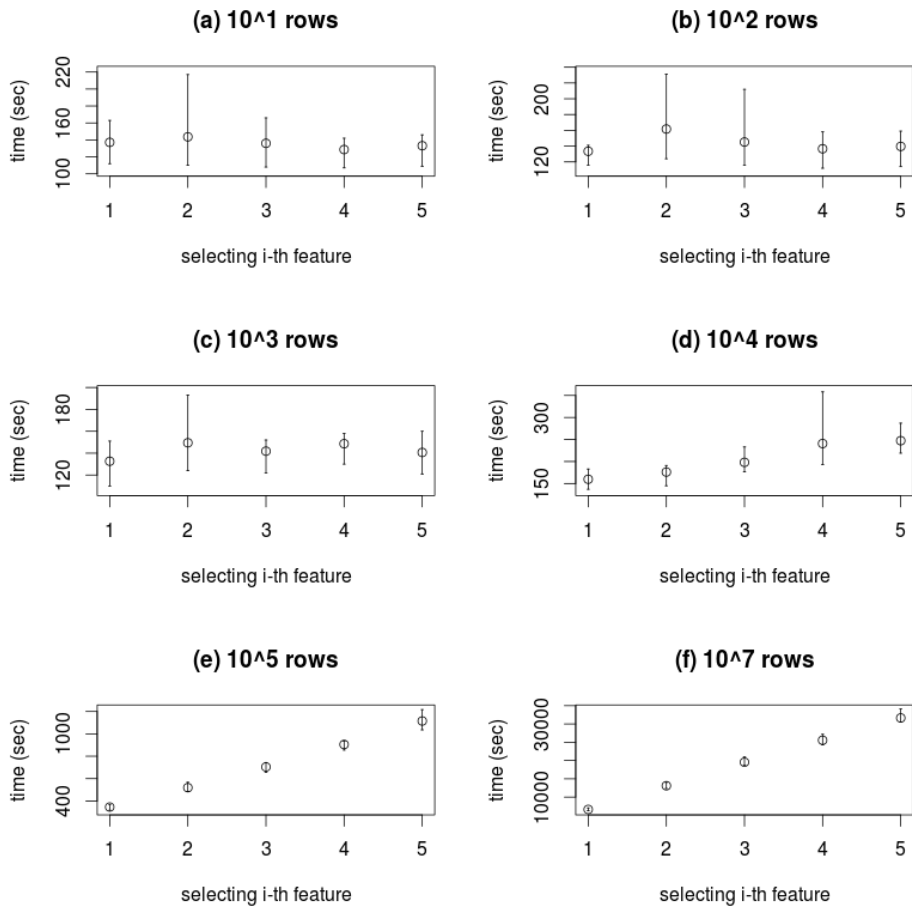 (a) 10^1 rows
time (sec)
220
160
100
1 2 3 4 5
selecting i-th feature
(b) 10^2 rows
time (sec)
200
120
1 2 3 4 5
selecting i-th feature
(c) 10^3 rows
time (sec)
180
120
1 2 3 4 5
selecting i-th feature
(d) 10^4 rows
time (sec)
300
150
1 2 3 4 5
selecting i-th feature
(e) 10^5 rows
time (sec)
1000
400
1 2 3 4 5
selecting i-th feature
(f) 10^7 rows
time (sec)
30000
10000
1 2 3 4 5
selecting i-th feature